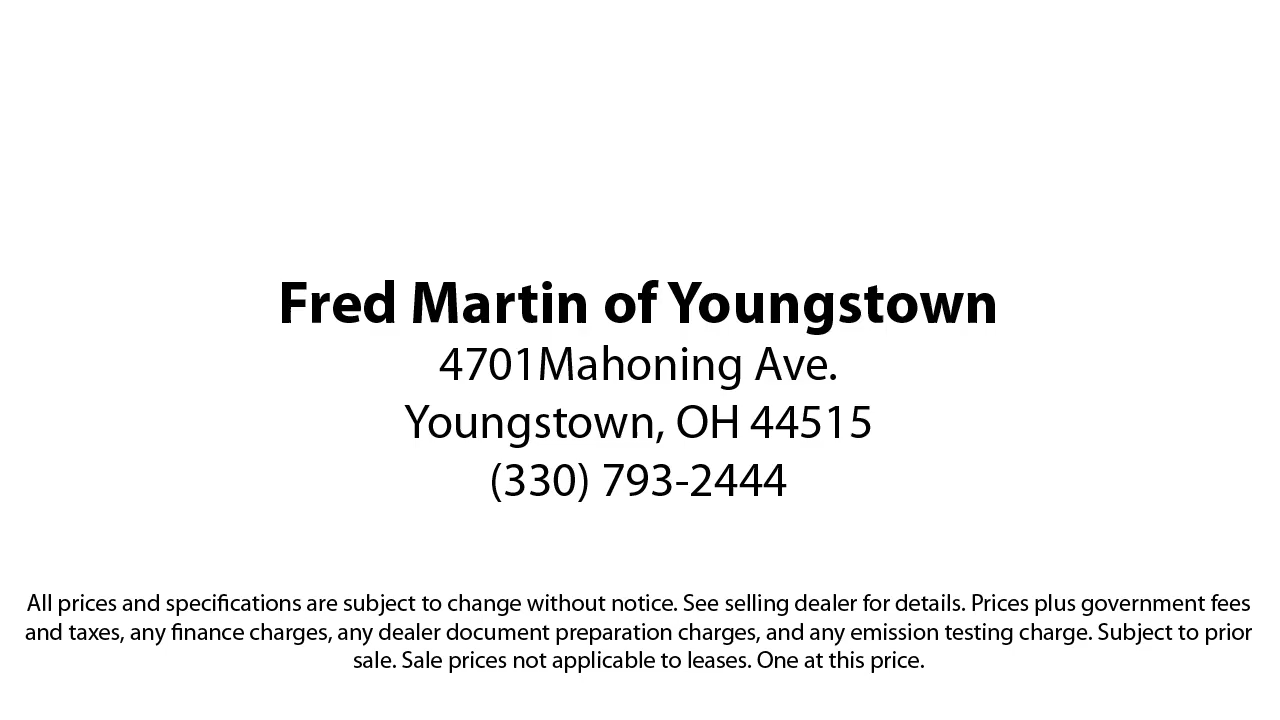 Fred Martin of Youngstown
4701Mahoning Ave.
Youngstown, OH 44515
(330) 793-2444
All prices and specifications are subject to change without notice. See selling dealer for details. Prices plus government fees
and taxes, any finance charges, any dealer document preparation charges, and any emission testing charge. Subject to prior
sale. Sale prices not applicable to leases. One at this price.